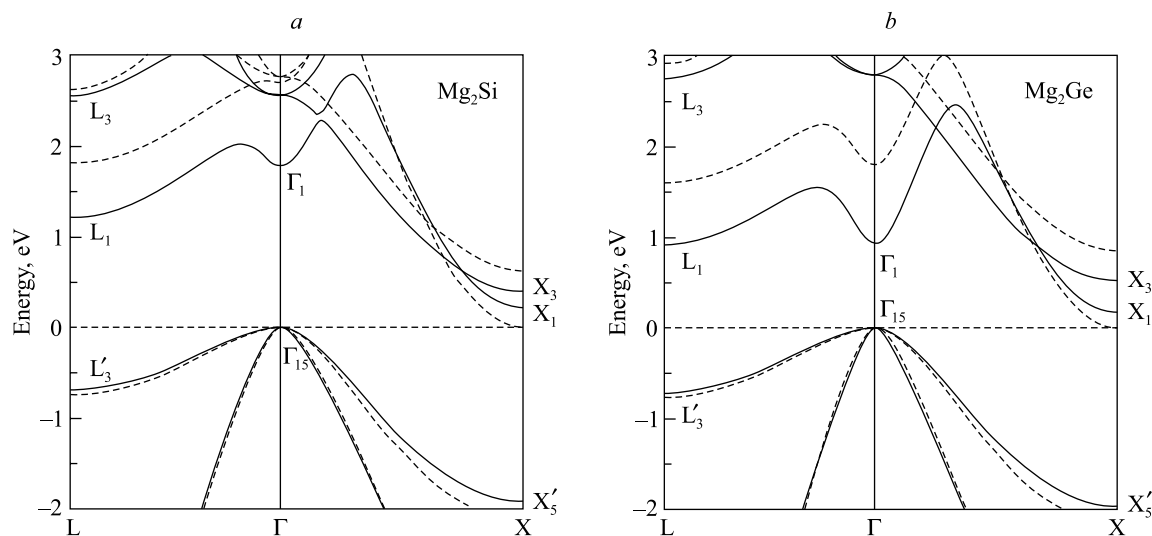 a
3
2
1
0
−1
−2
Energy, eV
Mg₂Si
L₃
L₁
Γ₁
X₃
X₁
Γ₁₅
L′₃
X′₅
L
Γ
X
b
3
2
1
0
−1
−2
Energy, eV
Mg₂Ge
L₃
L₁
Γ₁
X₃
X₁
Γ₁₅
L′₃
X′₅
L
Γ
X